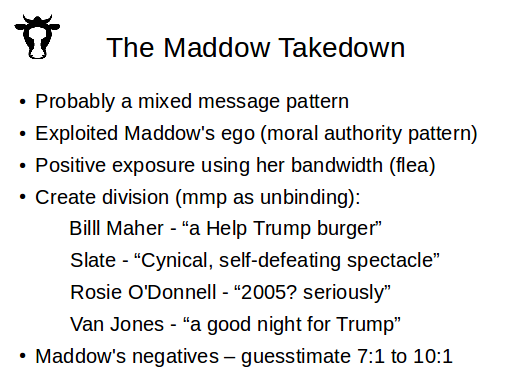 The Maddow Takedown
• Probably a mixed message pattern
• Exploited Maddow's ego (moral authority pattern)
• Positive exposure using her bandwidth (flea)
• Create division (mmp as unbinding):
Billl Maher - “a Help Trump burger”
Slate - “Cynical, self-defeating spectacle”
Rosie O'Donnell - “2005? seriously”
Van Jones - “a good night for Trump”
• Maddow's negatives – guesstimate 7:1 to 10:1